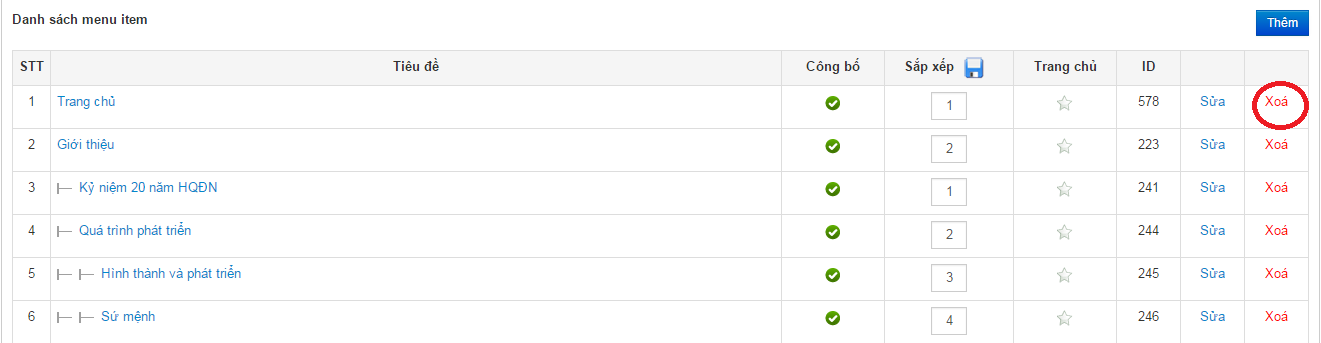 Danh sách menu item
Thêm
STT Tiêu đề Công bố Sắp xếp Trang chủ ID
1 Trang chủ 1 578 Sửa Xoá
2 Giới thiệu 2 223 Sửa Xoá
3 Kỷ niệm 20 năm HQĐN 1 241 Sửa Xoá
4 Quá trình phát triển 2 244 Sửa Xoá
5 Hình thành và phát triển 3 245 Sửa Xoá
6 Sứ mệnh 4 246 Sửa Xoá